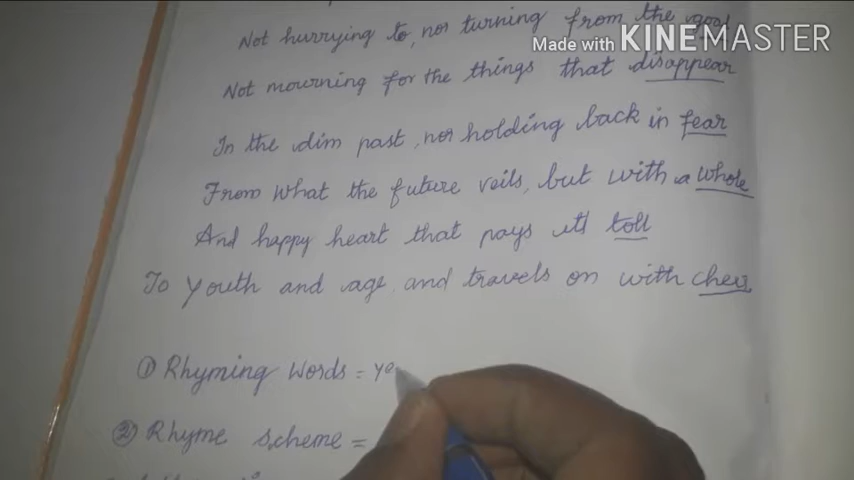 Not hurrying to, nor turning from the goal
Made with KINEMASTER
Not mourning for the things that disappear
In the dim past, nor holding back in fear
From what the future veils, but with a whole
And happy heart that pays its toll
To Youth and age, and travels on with cheer
① Rhyming Words = Ye
② Rhyme scheme =